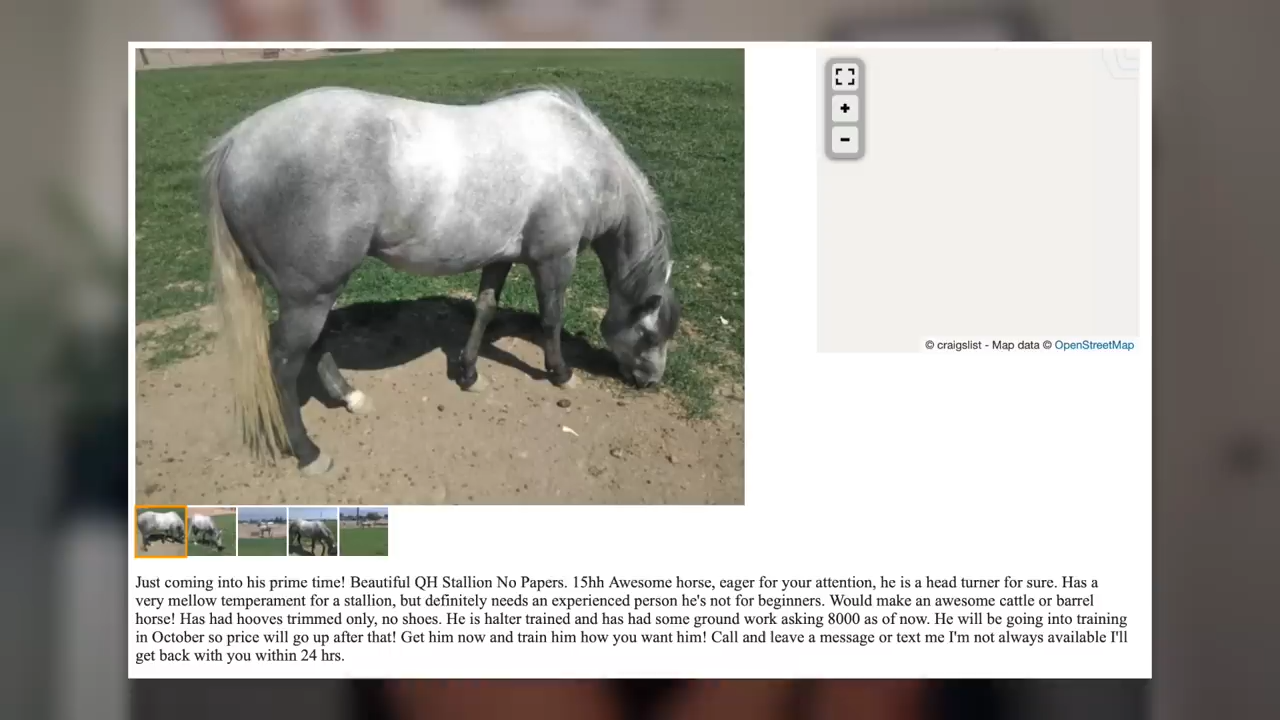 +
−
© craigslist - Map data © OpenStreetMap
Just coming into his prime time! Beautiful QH Stallion No Papers. 15hh Awesome horse, eager for your attention, he is a head turner for sure. Has a
very mellow temperament for a stallion, but definitely needs an experienced person he's not for beginners. Would make an awesome cattle or barrel
horse! Has had hooves trimmed only, no shoes. He is halter trained and has had some ground work asking 8000 as of now. He will be going into training
in October so price will go up after that! Get him now and train him how you want him! Call and leave a message or text me I'm not always available I'll
get back with you within 24 hrs.